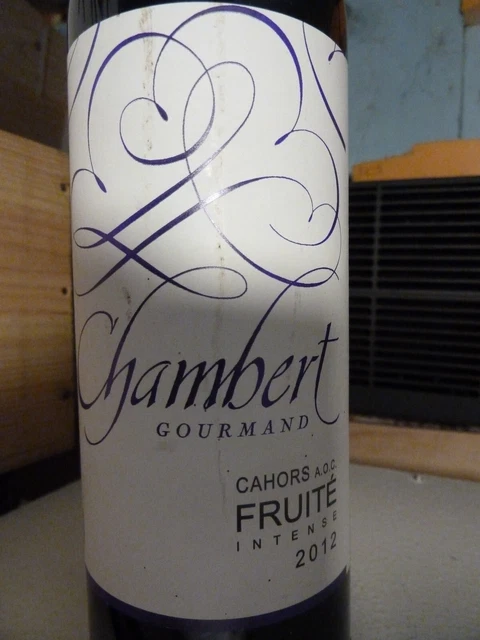 Chambert
GOURMAND
CAHORS A.O.C.
FRUITÉ
INTENSE
2012